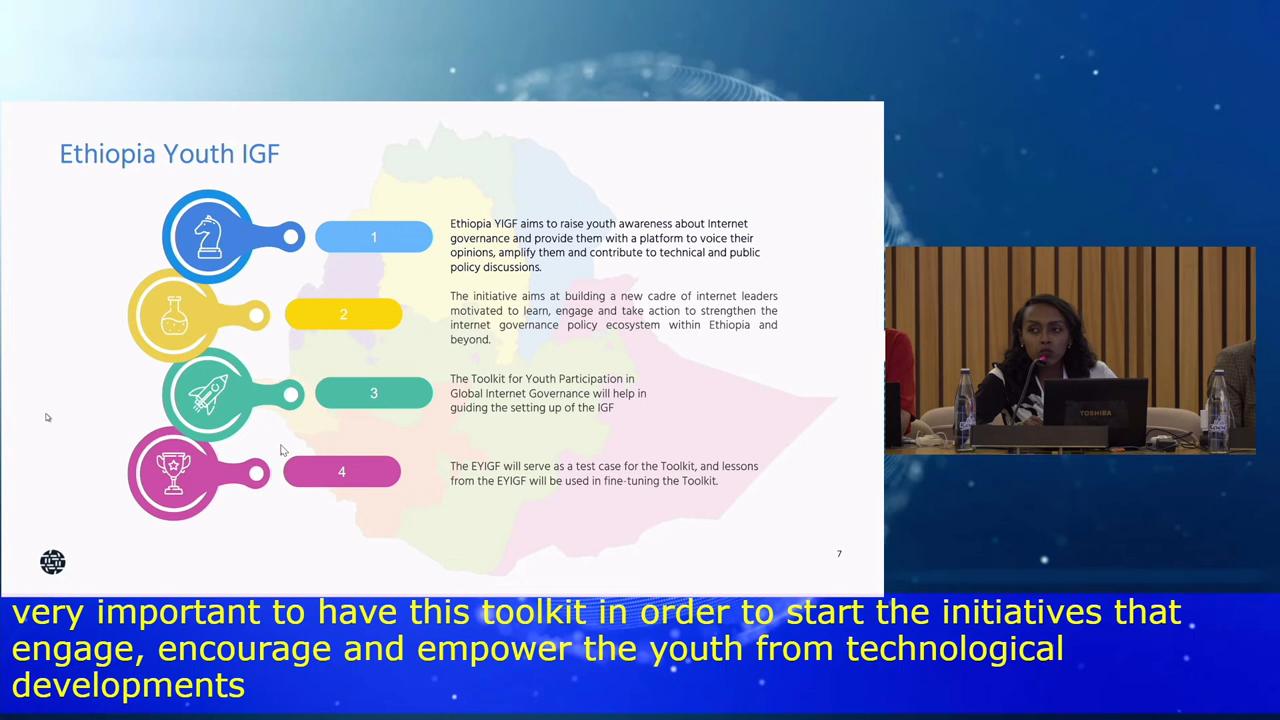 Ethiopia Youth IGF
1
Ethiopia YIGF aims to raise youth awareness about Internet
governance and provide them with a platform to voice their
opinions, amplify them and contribute to technical and public
policy discussions.
2
The initiative aims at building a new cadre of internet leaders
motivated to learn, engage and take action to strengthen the
internet governance policy ecosystem within Ethiopia and
beyond.
3
The Toolkit for Youth Participation in
Global Internet Governance will help in
guiding the setting up of the IGF
4
The EYIGF will serve as a test case for the Toolkit, and lessons
from the EYIGF will be used in fine-tuning the Toolkit.
7
TOSHIBA
very important to have this toolkit in order to start the initiatives that
engage, encourage and empower the youth from technological
developments